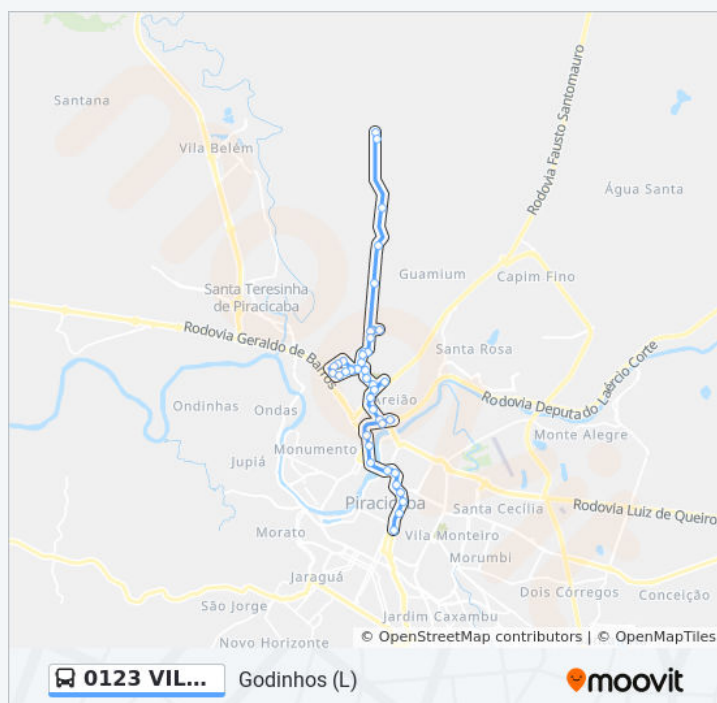 Santana
Vila Belém
Rodovia Fausto Santomauro
Água Santa
Guamium
Capim Fino
Santa Teresinha
de Piracicaba
Rodovia Geraldo de Barros
Santa Rosa
Rodovia Deputado Laércio Corte
Areião
Ondinhas
Ondas
Monte Alegre
Monumento
Jupiá
Piracicaba
Santa Cecília
Rodovia Luiz de Queiro
Morato
Vila Monteiro
Morumbi
Jaraguá
Dois Córregos
Conceição
São Jorge
Jardim Caxambu
Novo Horizonte
© OpenStreetMap contributors | © OpenMapTiles
0123 VIL...
Godinhos (L)
moovit